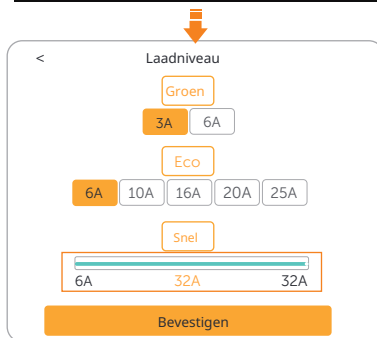 < Laadniveau
Groen
3A 6A
Eco
6A 10A 16A 20A 25A
Snel
6A 32A 32A
Bevestigen